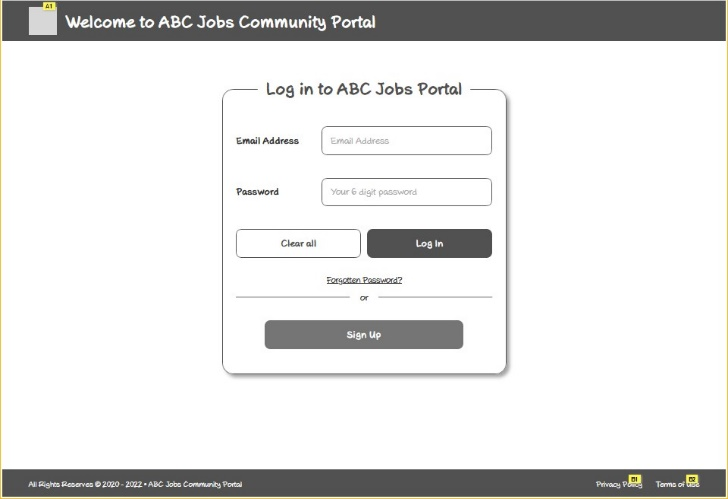 A1
Welcome to ABC Jobs Community Portal
Log in to ABC Jobs Portal
Email Address Email Address
Password Your 6 digit password
Clear all Log In
Forgotten Password?
or
Sign Up
B1 B2
All Rights Reserves © 2020 - 2022 • ABC Jobs Community Portal Privacy Policy Terms of Use